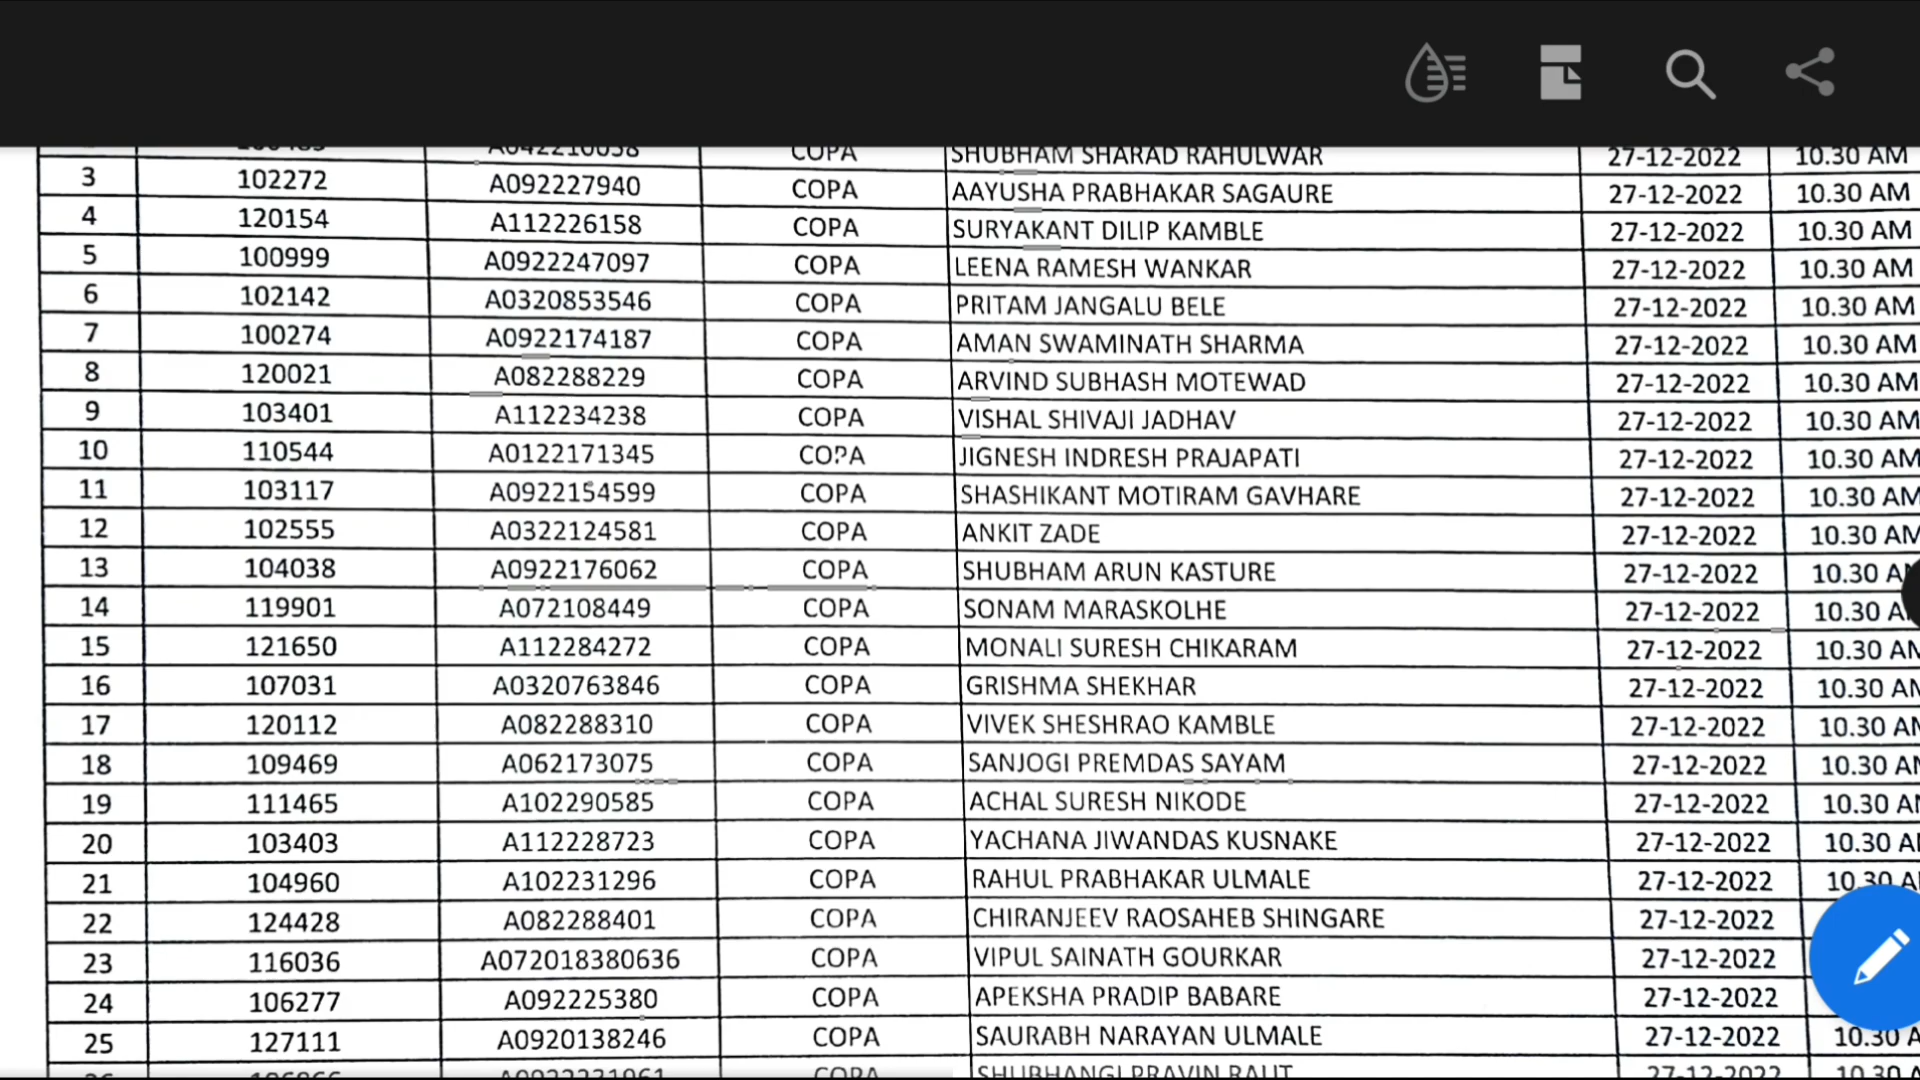 COPA SHUBHAM SHARAD RAHULWAR 27-12-2022 10.30 AM
3 102272 A092227940 COPA AAYUSHA PRABHAKAR SAGAURE 27-12-2022 10.30 AM
4 120154 A112226158 COPA SURYAKANT DILIP KAMBLE 27-12-2022 10.30 AM
5 100999 A0922247097 COPA LEENA RAMESH WANKAR 27-12-2022 10.30 AM
6 102142 A0320853546 COPA PRITAM JANGALU BELE 27-12-2022 10.30 AM
7 100274 A0922174187 COPA AMAN SWAMINATH SHARMA 27-12-2022 10.30 AM
8 120021 A082288229 COPA ARVIND SUBHASH MOTEWAD 27-12-2022 10.30 AM
9 103401 A112234238 COPA VISHAL SHIVAJI JADHAV 27-12-2022 10.30 AM
10 110544 A0122171345 COPA JIGNESH INDRESH PRAJAPATI 27-12-2022 10.30 AM
11 103117 A0922154599 COPA SHASHIKANT MOTIRAM GAVHARE 27-12-2022 10.30 AM
12 102555 A0322124581 COPA ANKIT ZADE 27-12-2022 10.30 AM
13 104038 A0922176062 COPA SHUBHAM ARUN KASTURE 27-12-2022 10.30 A
14 119901 A072108449 COPA SONAM MARASKOLHE 27-12-2022 10.30 A
15 121650 A112284272 COPA MONALI SURESH CHIKARAM 27-12-2022 10.30 AM
16 107031 A0320763846 COPA GRISHMA SHEKHAR 27-12-2022 10.30 AM
17 120112 A082288310 COPA VIVEK SHESHRAO KAMBLE 27-12-2022 10.30 AM
18 109469 A062173075 COPA SANJOGI PREMDAS SAYAM 27-12-2022 10.30 AM
19 111465 A102290585 COPA ACHAL SURESH NIKODE 27-12-2022 10.30 AM
20 103403 A112228723 COPA YACHANA JIWANDAS KUSNAKE 27-12-2022 10.30 A
21 104960 A102231296 COPA RAHUL PRABHAKAR ULMALE 27-12-2022 10.30 A
22 124428 A082288401 COPA CHIRANJEEV RAOSAHEB SHINGARE 27-12-2022
23 116036 A072018380636 COPA VIPUL SAINATH GOURKAR 27-12-2022
24 106277 A092225380 COPA APEKSHA PRADIP BABARE 27-12-2022
25 127111 A0920138246 COPA SAURABH NARAYAN ULMALE 27-12-2022 10.30 A
COPA SHUBHANGI PRAVIN RAUT 27-12-2022